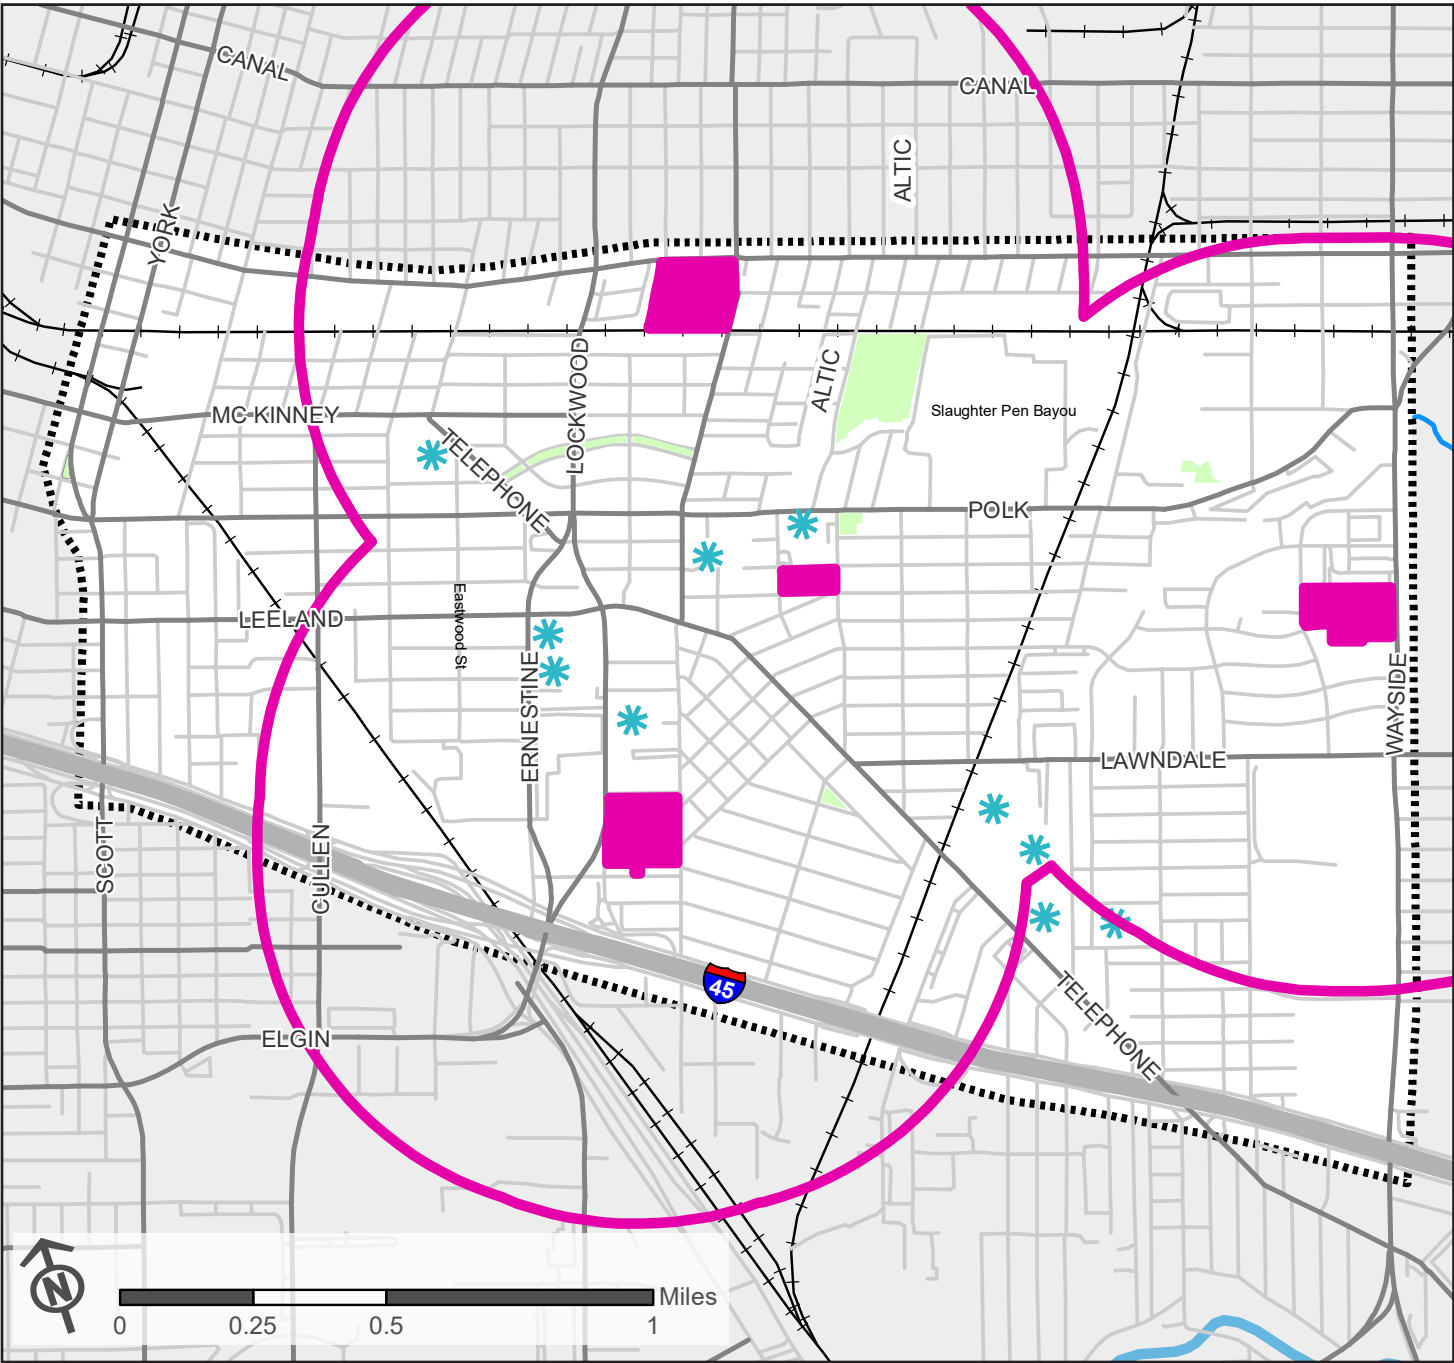 CANAL
CANAL
ALTIC
YORK
LOCKWOOD
ALTIC
MC KINNEY
Slaughter Pen Bayou
TELEPHONE
POLK
LEELAND
Eastwood St
ERNESTINE
WAYSIDE
LAWNDALE
SCOTT
CULLEN
45
TELEPHONE
ELGIN
N
Miles
0
0.25
0.5
1